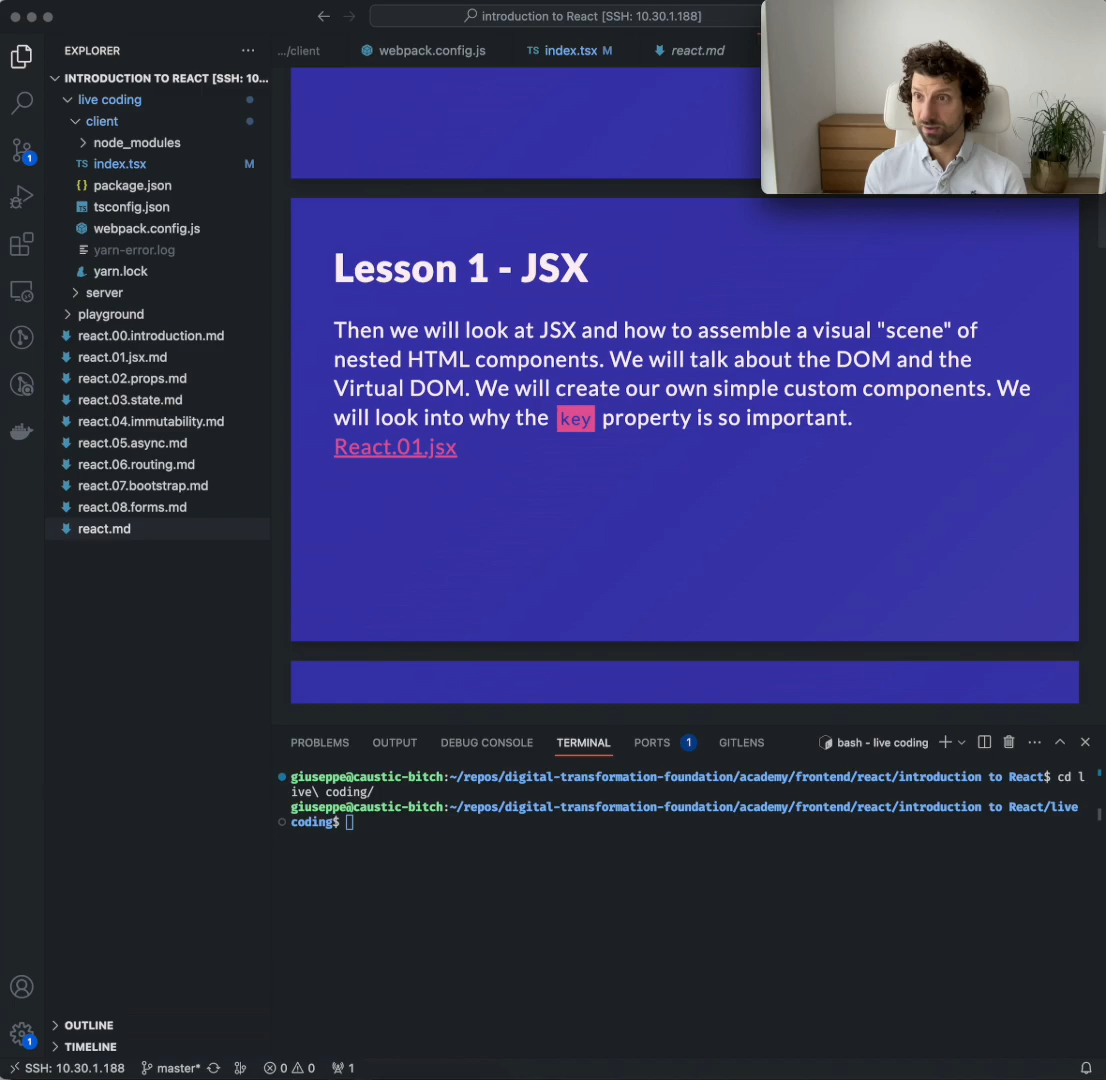 introduction to React [SSH: 10.30.1.188]
EXPLORER
.../client
webpack.config.js
TS index.tsx M
react.md
INTRODUCTION TO REACT [SSH: 10...
live coding
client
node_modules
TS index.tsx M
{} package.json
TS tsconfig.json
webpack.config.js
yarn-error.log
yarn.lock
server
playground
react.00.introduction.md
react.01.jsx.md
react.02.props.md
react.03.state.md
react.04.immutability.md
react.05.async.md
react.06.routing.md
react.07.bootstrap.md
react.08.forms.md
react.md
1
Lesson 1 - JSX
Then we will look at JSX and how to assemble a visual "scene" of
nested HTML components. We will talk about the DOM and the
Virtual DOM. We will create our own simple custom components. We
will look into why the key property is so important.
React.01.jsx
PROBLEMS OUTPUT DEBUG CONSOLE TERMINAL PORTS 1 GITLENS
bash - live coding
giuseppe@caustic-bitch:~/repos/digital-transformation-foundation/academy/frontend/react/introduction to React$ cd l
ive\ coding/
giuseppe@caustic-bitch:~/repos/digital-transformation-foundation/academy/frontend/react/introduction to React/live
coding$
OUTLINE
TIMELINE
1
SSH: 10.30.1.188 master* 0 0 1